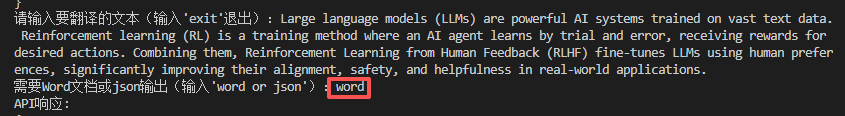 }
请输入要翻译的文本（输入'exit'退出）: Large language models (LLMs) are powerful AI systems trained on vast text data.
Reinforcement learning (RL) is a training method where an AI agent learns by trial and error, receiving rewards for
desired actions. Combining them, Reinforcement Learning from Human Feedback (RLHF) fine-tunes LLMs using human prefer
ences, significantly improving their alignment, safety, and helpfulness in real-world applications.
需要Word文档或json输出（输入'word or json'）: word
API响应: